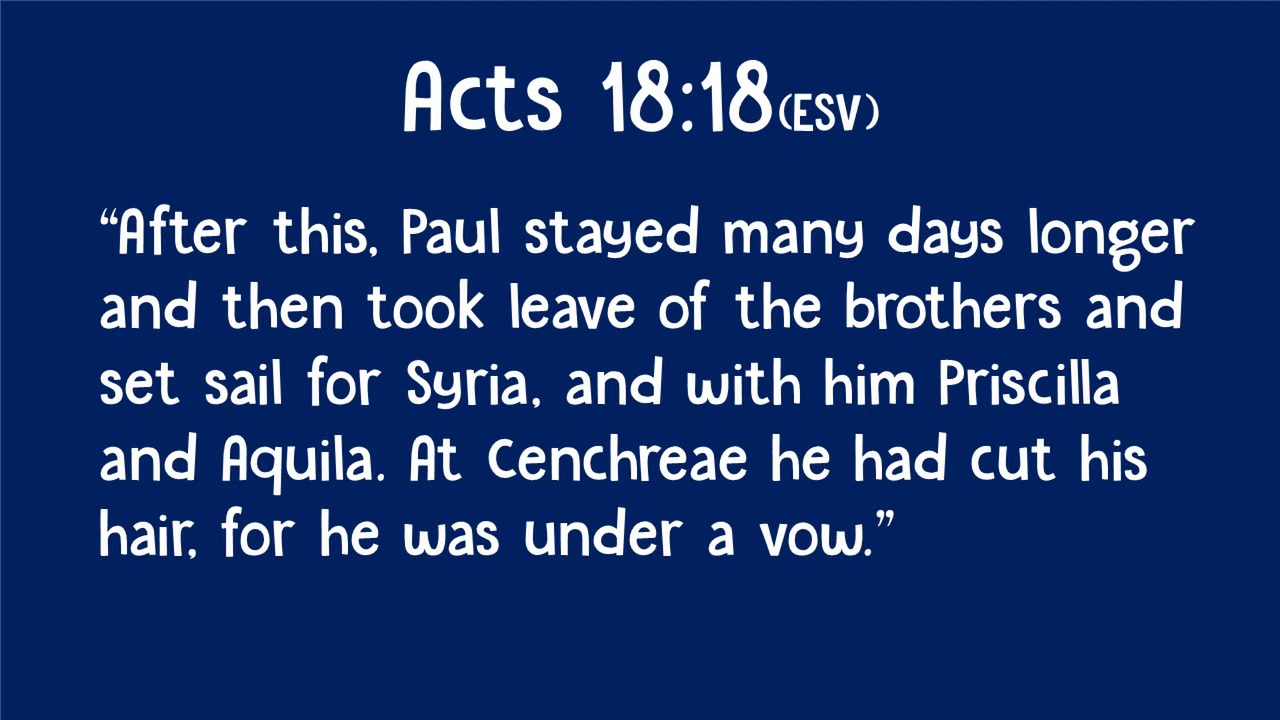 Acts 18:18(ESV)
“After this, Paul stayed many days longer
and then took leave of the brothers and
set sail for Syria, and with him Priscilla
and Aquila. At Cenchreae he had cut his
hair, for he was under a vow.”